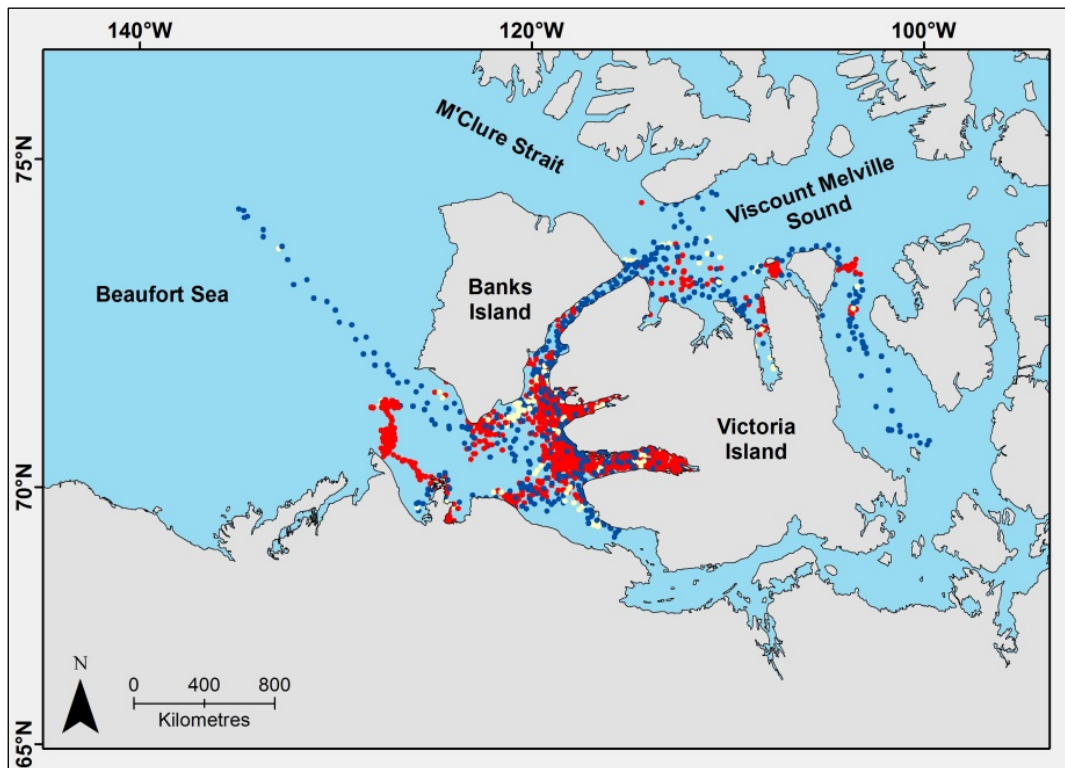 140°W
120°W
100°W
75°N
M'Clure Strait
Viscount Melville
Sound
Beaufort Sea
Banks
Island
Victoria
Island
70°N
N
0 400 800
Kilometres
65°N